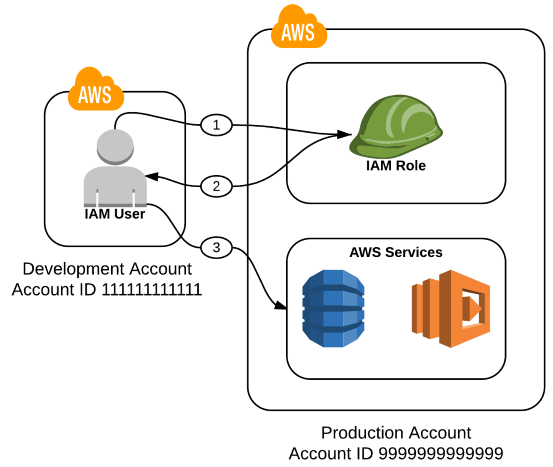 AWS
AWS
1
IAM Role
2
IAM User
3
AWS Services
Development Account
Account ID 111111111111
Production Account
Account ID 9999999999999